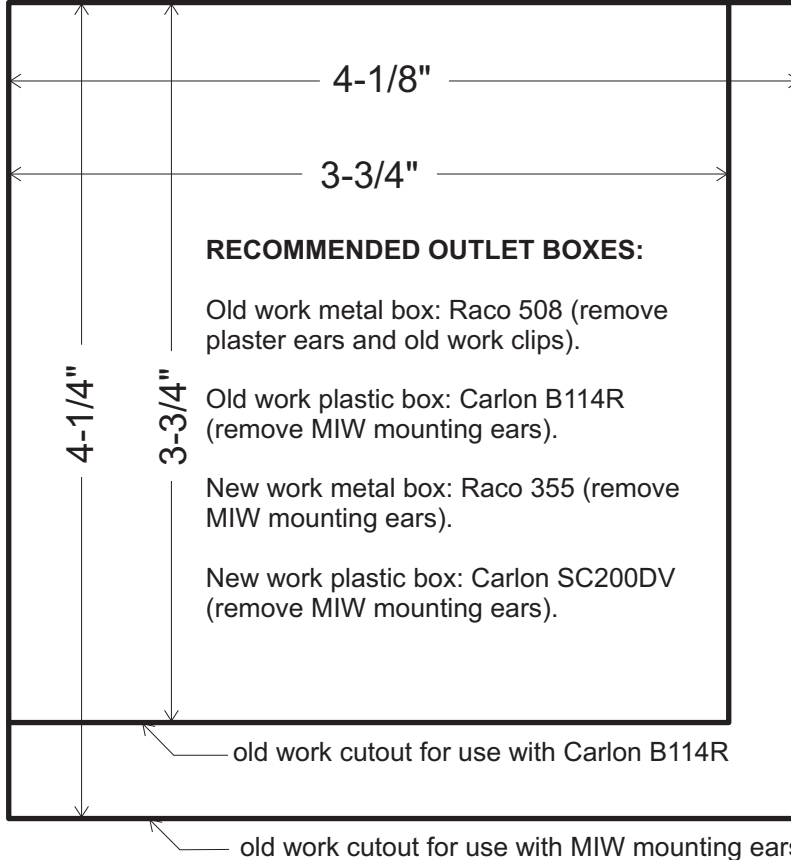 4-1/8"
3-3/4"
RECOMMENDED OUTLET BOXES:
Old work metal box: Raco 508 (remove
plaster ears and old work clips).
Old work plastic box: Carlon B114R
(remove MIW mounting ears).
New work metal box: Raco 355 (remove
MIW mounting ears).
New work plastic box: Carlon SC200DV
(remove MIW mounting ears).
4-1/4"
3-3/4"
old work cutout for use with Carlon B114R
old work cutout for use with MIW mounting ears